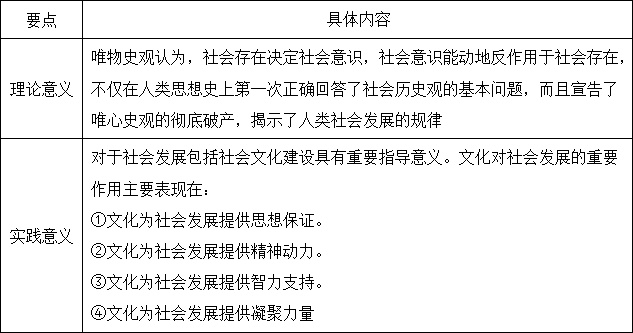 要点 具体内容
理论意义
唯物史观认为，社会存在决定社会意识，社会意识能动地反作用于社会存在，
不仅在人类思想史上第一次正确回答了社会历史观的基本问题，而且宣告了
唯心史观的彻底破产，揭示了人类社会发展的规律
实践意义
对于社会发展包括社会文化建设具有重要指导意义。文化对社会发展的重要
作用主要表现在：
①文化为社会发展提供思想保证。
②文化为社会发展提供精神动力。
③文化为社会发展提供智力支持。
④文化为社会发展提供凝聚力量